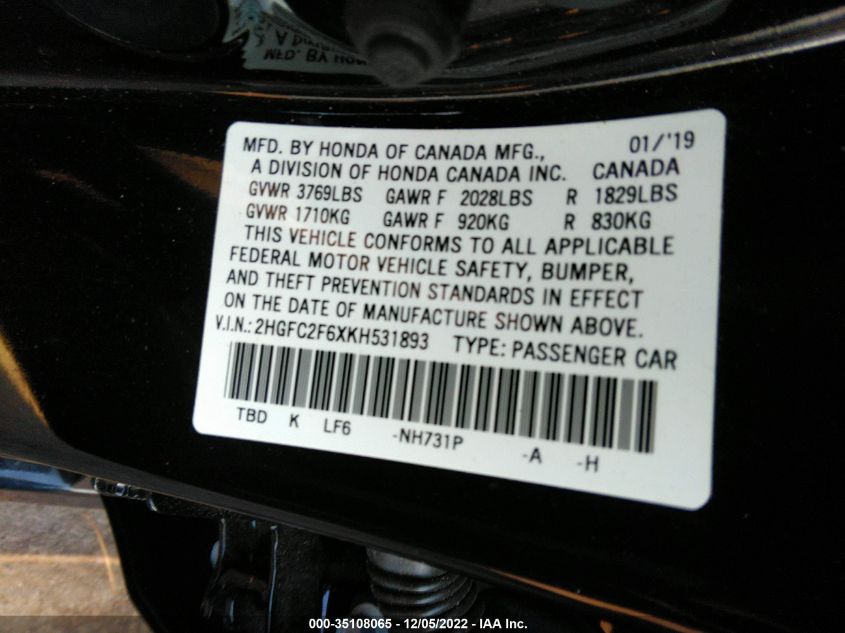 MFD. BY HONDA OF CANADA MFG., 01/'19
A DIVISION OF HONDA CANADA INC. CANADA
GVWR 3769LBS GAWR F 2028LBS R 1829LBS
GVWR 1710KG GAWR F 920KG R 830KG
THIS VEHICLE CONFORMS TO ALL APPLICABLE
FEDERAL MOTOR VEHICLE SAFETY, BUMPER,
AND THEFT PREVENTION STANDARDS IN EFFECT
ON THE DATE OF MANUFACTURE SHOWN ABOVE.
V.I.N.: 2HGFC2F6XKH531893 TYPE: PASSENGER CAR
TBD K LF6 -NH731P -A -H
000-35108065 - 12/05/2022 - IAA Inc.